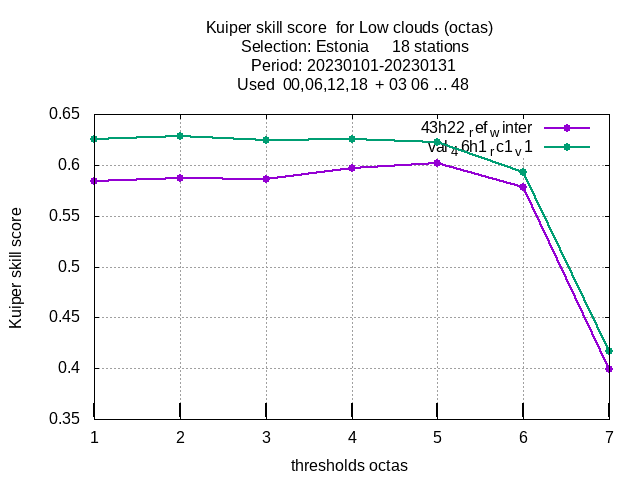 Kuiper skill score  for Low clouds (octas)
Selection: Estonia     18 stations
Period: 20230101-20230131
Used  00,06,12,18  + 03 06 ... 48
0.65
0.6
0.55
0.5
0.45
0.4
0.35
Kuiper skill score
43h22refwinter
val46h1rc1v1
1 2 3 4 5 6 7
thresholds octas